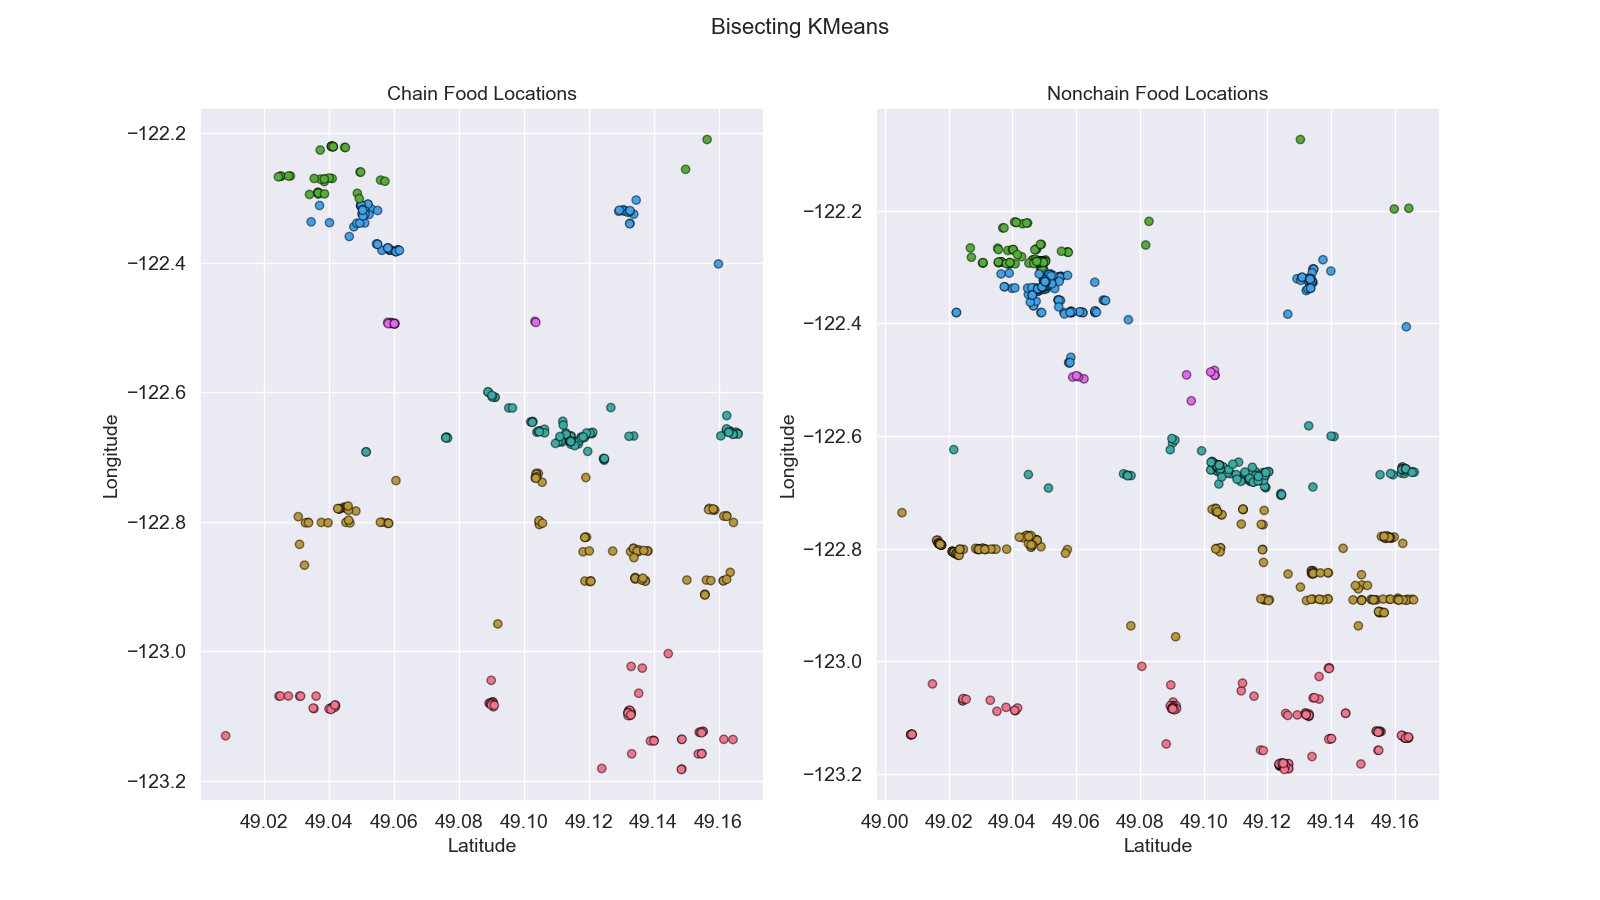 Bisecting KMeans
Chain Food Locations
−122.2
−122.4
−122.6
−122.8
−123.0
−123.2
Longitude
49.02 49.04 49.06 49.08 49.10 49.12 49.14 49.16
Latitude
Nonchain Food Locations
−122.2
−122.4
−122.6
−122.8
−123.0
−123.2
Longitude
49.00 49.02 49.04 49.06 49.08 49.10 49.12 49.14 49.16
Latitude